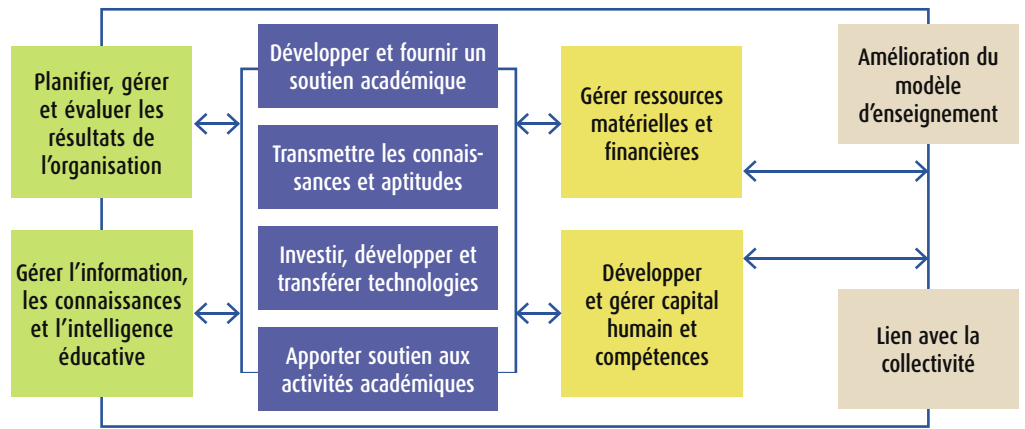 Planifier, gérer
et évaluer les
résultats de
l'organisation
Gérer l'information,
les connaissances
et l'intelligence
éducative
Développer et fournir un
soutien académique
Transmettre les connais-
sances et aptitudes
Investir, développer et
transférer technologies
Apporter soutien aux
activités académiques
Gérer ressources
matérielles et
financières
Développer
et gérer capital
humain et
compétences
Amélioration du
modèle
d'enseignement
Lien avec la
collectivité